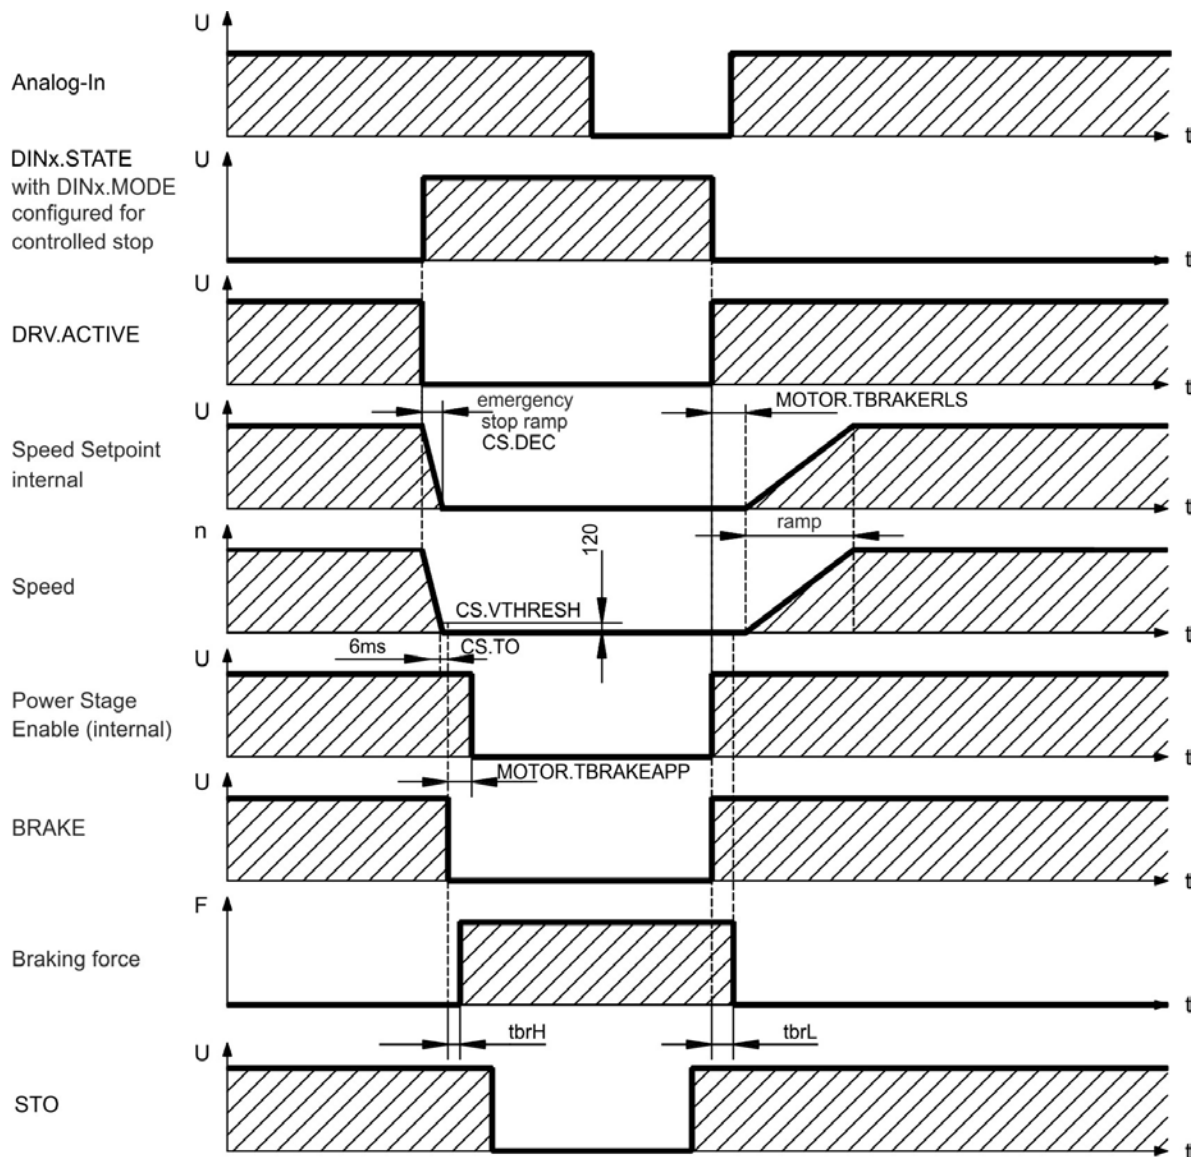 U
Analog-In
t
DINx.STATE
with DINx.MODE
configured for
controlled stop
U
t
U
DRV.ACTIVE
t
U
emergency
stop ramp
CS.DEC
MOTOR.TBRAKERLS
Speed Setpoint
internal
t
n
ramp
120
Speed
CS.VTHRESH
t
U
6ms
CS.TO
Power Stage
Enable (internal)
t
U
MOTOR.TBRAKEAPP
BRAKE
t
F
Braking force
t
tbrH
tbrL
U
STO
t